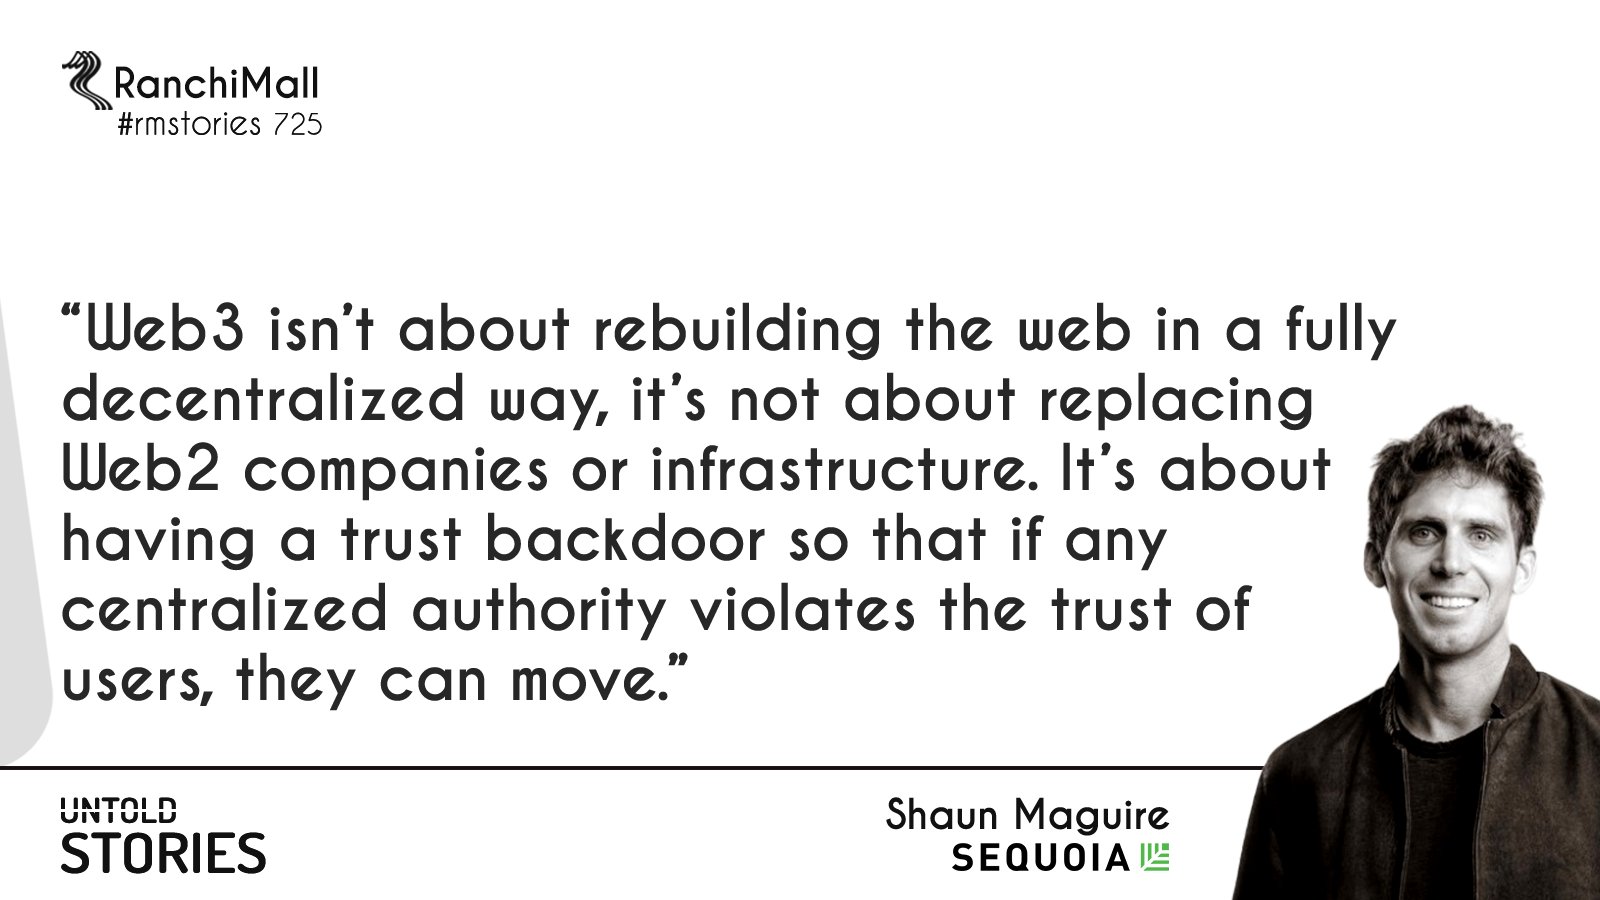 RanchiMall
#rmstories 725
“Web3 isn’t about rebuilding the web in a fully
decentralized way, it’s not about replacing
Web2 companies or infrastructure. It’s about
having a trust backdoor so that if any
centralized authority violates the trust of
users, they can move.”
UNTOLD
STORIES
Shaun Maguire
SEQUOIA